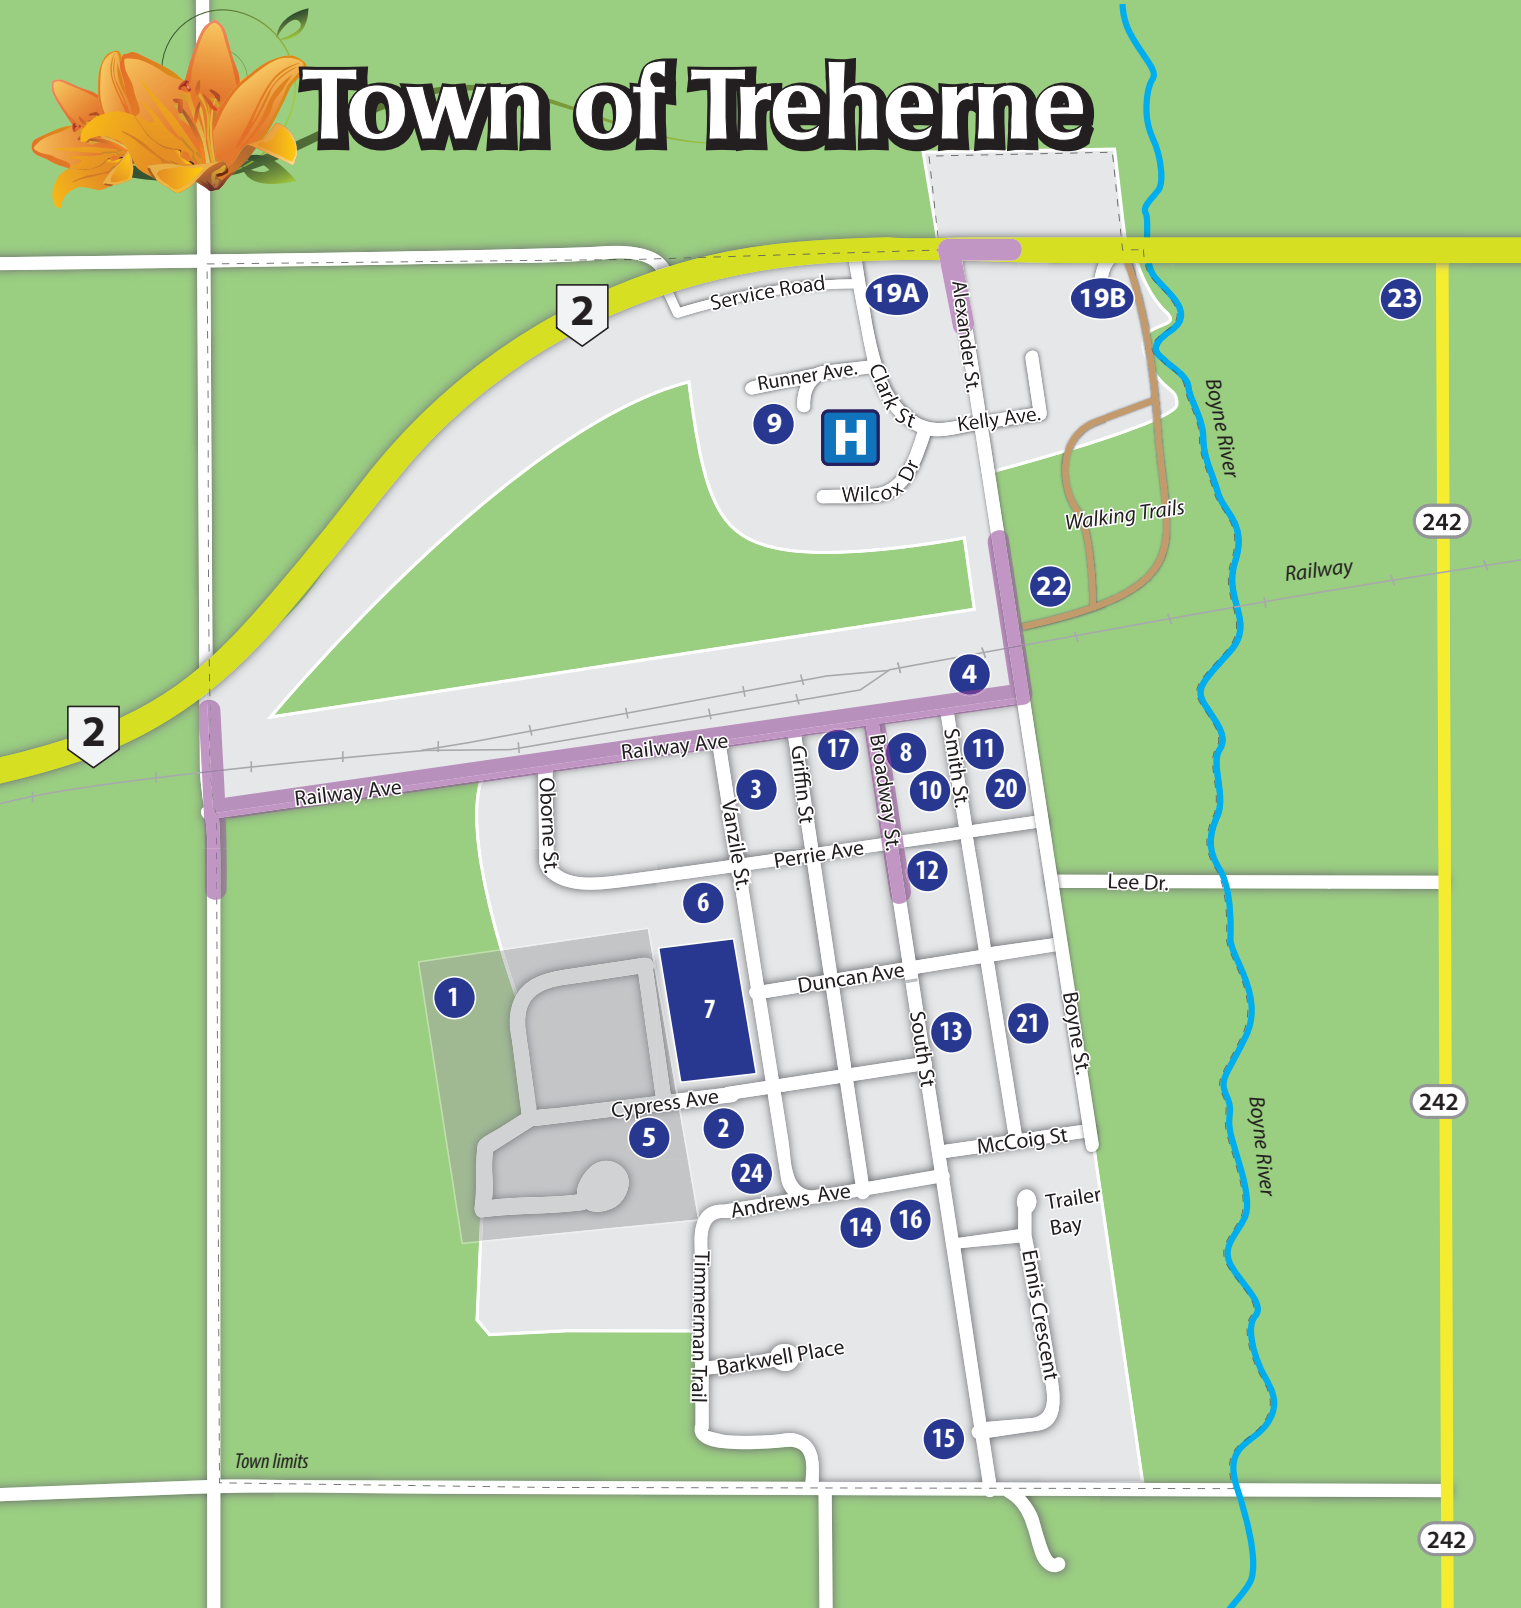 Town of Treherne
2
Service Road
19A
19B
23
Alexander St.
Runner Ave.
Clark St
Kelly Ave.
9
H
Wilcox Dr
Boyne River
Walking Trails
242
Railway
22
4
2
Railway Ave
Railway Ave
17
8
11
3
10
20
Oborne St.
Vanzile St.
Griffin St
Broadway St.
Smith St.
Perrie Ave
12
Lee Dr.
6
1
7
Duncan Ave
South St
13
21
Boyne St.
Cypress Ave
5
2
24
242
Boyne River
McCoig St
Andrews Ave
14
16
Trailer
Bay
Timmerman Trail
Ennis Crescent
Barkwell Place
15
Town limits
242